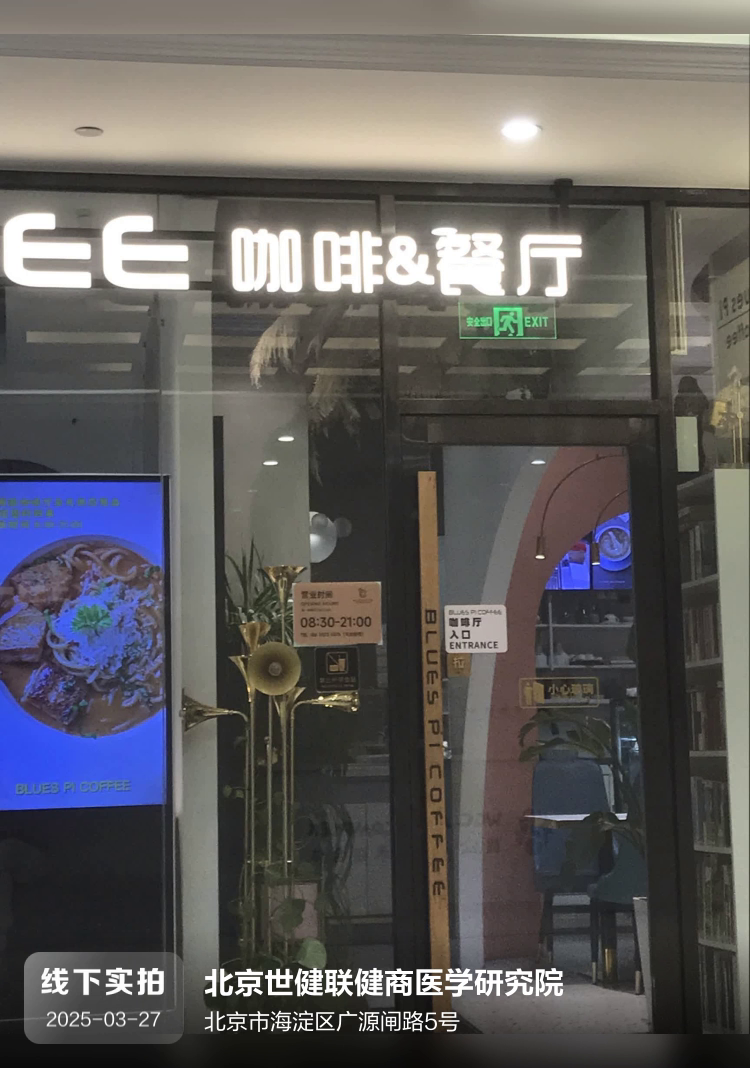 EE 咖啡&餐厅
安全出口 EXIT
营业时间
08:30-21:00
BLUES PI COFFEE
咖啡厅
入口
ENTRANCE
拉
小心玻璃
BLUES PI COFFEE
BLUES PI COFFEE
线下实拍
2025-03-27
北京世健联健商医学研究院
北京市海淀区广源闸路5号